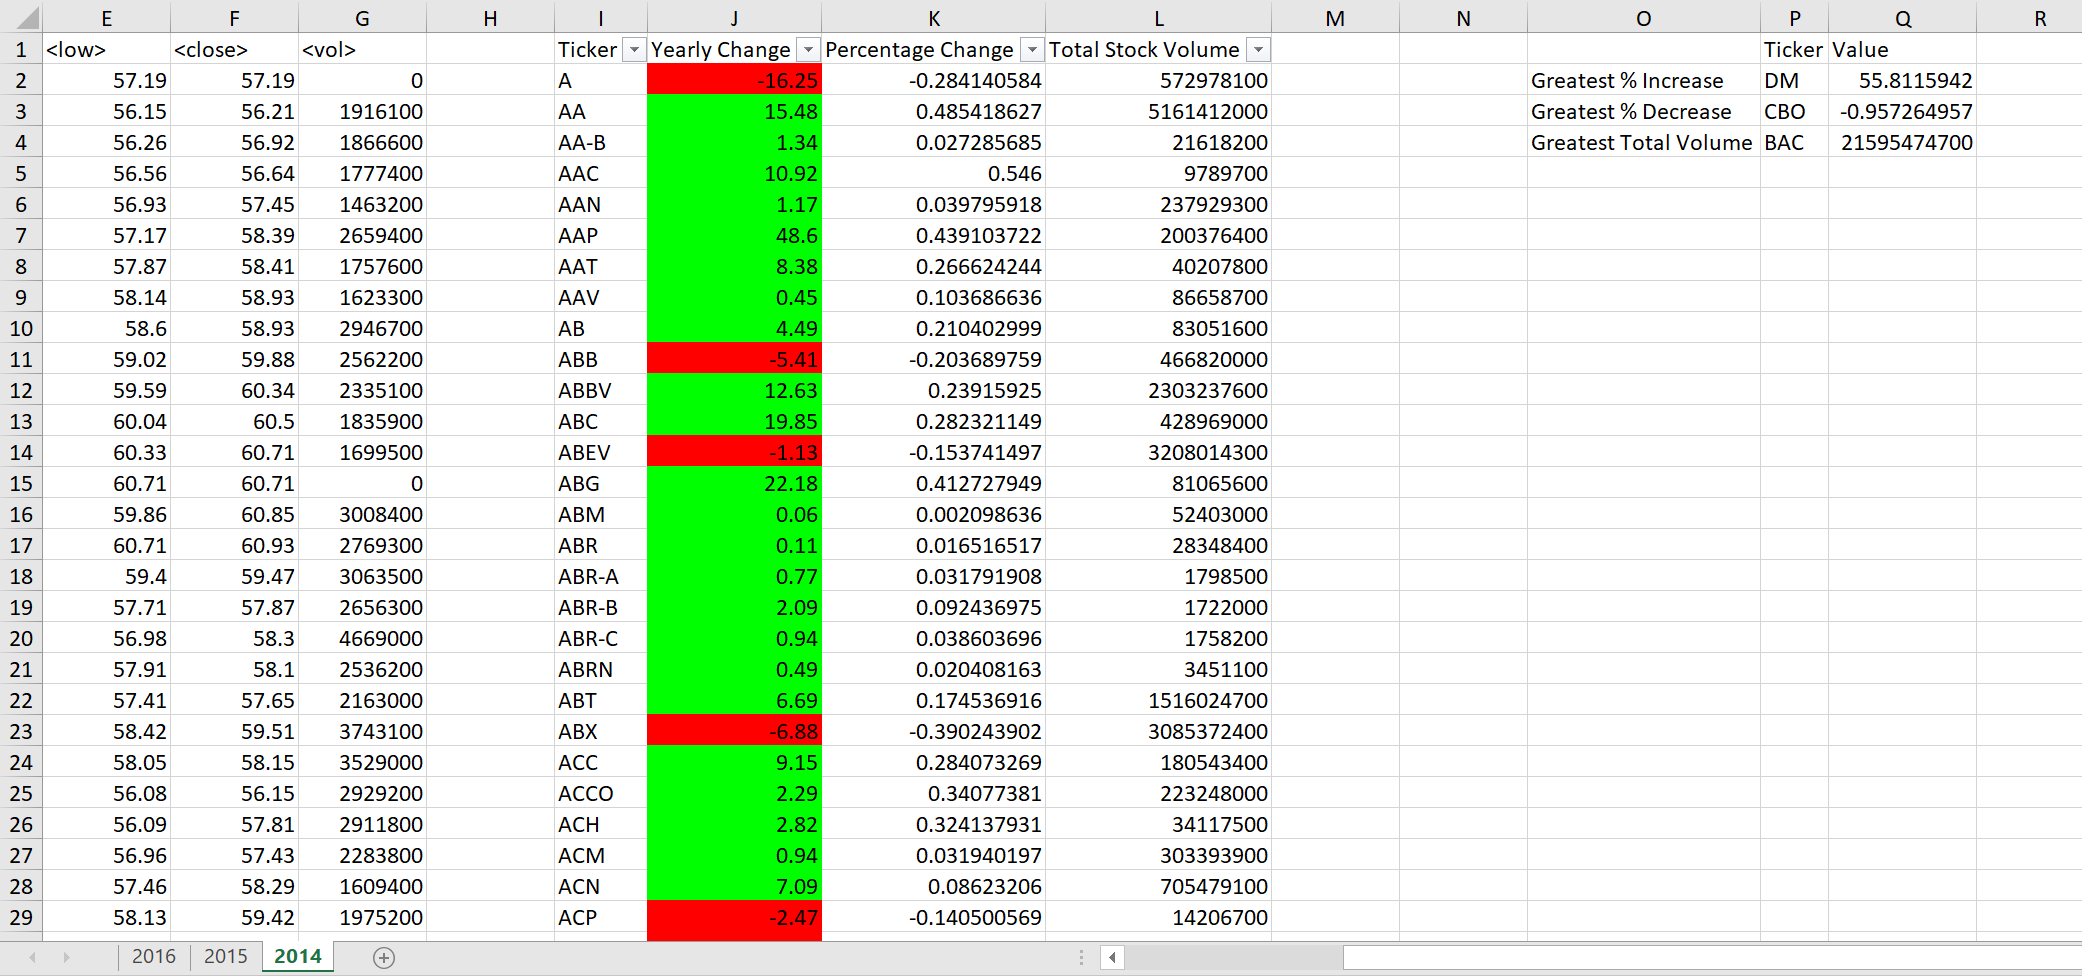 E F G H I J K L M N O P Q R
1 <low> <close> <vol> Ticker Yearly Change Percentage Change Total Stock Volume Ticker Value
2 57.19 57.19 0 A -16.25 -0.284140584 572978100 Greatest % Increase DM 55.8115942
3 56.15 56.21 1916100 AA 15.48 0.485418627 5161412000 Greatest % Decrease CBO -0.957264957
4 56.26 56.92 1866600 AA-B 1.34 0.027285685 21618200 Greatest Total Volume BAC 21595474700
5 56.56 56.64 1777400 AAC 10.92 0.546 9789700
6 56.93 57.45 1463200 AAN 1.17 0.039795918 237929300
7 57.17 58.39 2659400 AAP 48.6 0.439103722 200376400
8 57.87 58.41 1757600 AAT 8.38 0.266624244 40207800
9 58.14 58.93 1623300 AAV 0.45 0.103686636 86658700
10 58.6 58.93 2946700 AB 4.49 0.210402999 83051600
11 59.02 59.88 2562200 ABB -5.41 -0.203689759 466820000
12 59.59 60.34 2335100 ABBV 12.63 0.23915925 2303237600
13 60.04 60.5 1835900 ABC 19.85 0.282321149 428969000
14 60.33 60.71 1699500 ABEV -1.13 -0.153741497 3208014300
15 60.71 60.71 0 ABG 22.18 0.412727949 81065600
16 59.86 60.85 3008400 ABM 0.06 0.002098636 52403000
17 60.71 60.93 2769300 ABR 0.11 0.016516517 28348400
18 59.4 59.47 3063500 ABR-A 0.77 0.031791908 1798500
19 57.71 57.87 2656300 ABR-B 2.09 0.092436975 1722000
20 56.98 58.3 4669000 ABR-C 0.94 0.038603696 1758200
21 57.91 58.1 2536200 ABRN 0.49 0.020408163 3451100
22 57.41 57.65 2163000 ABT 6.69 0.174536916 1516024700
23 58.42 59.51 3743100 ABX -6.88 -0.390243902 3085372400
24 58.05 58.15 3529000 ACC 9.15 0.284073269 180543400
25 56.08 56.15 2929200 ACCO 2.29 0.34077381 223248000
26 56.09 57.81 2911800 ACH 2.82 0.324137931 34117500
27 56.96 57.43 2283800 ACM 0.94 0.031940197 303393900
28 57.46 58.29 1609400 ACN 7.09 0.08623206 705479100
29 58.13 59.42 1975200 ACP -2.47 -0.140500569 14206700
2016 2015 2014